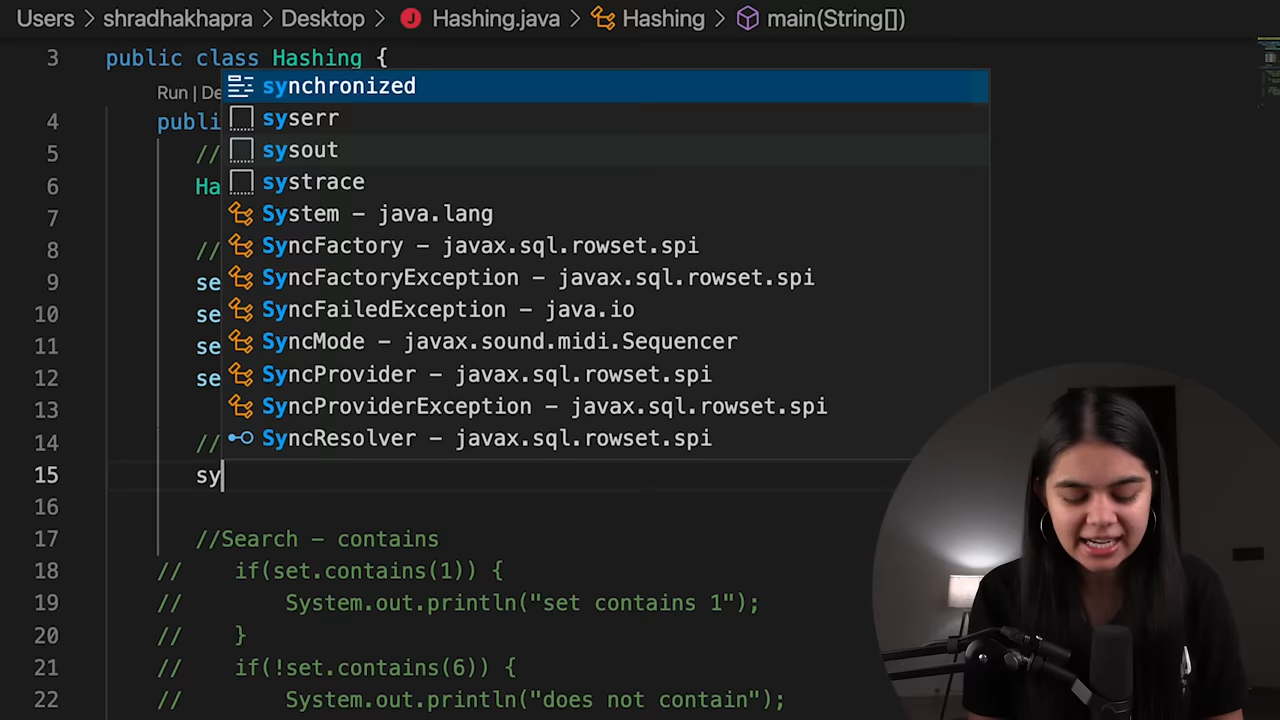 Users > shradhakhapra > Desktop > J Hashing.java > Hashing > main(String[])
3 public class Hashing {
Run | De
4 publi
5 //
6 Ha
7
8 //
9 se
10 se
11 se
12 se
13
14 //
15 sy
16
17 //Search – contains
18 // if(set.contains(1)) {
19 // System.out.println("set contains 1");
20 // }
21 // if(!set.contains(6)) {
22 // System.out.println("does not contain");
synchronized
syserr
sysout
systrace
System – java.lang
SyncFactory – javax.sql.rowset.spi
SyncFactoryException – javax.sql.rowset.spi
SyncFailedException – java.io
SyncMode – javax.sound.midi.Sequencer
SyncProvider – javax.sql.rowset.spi
SyncProviderException – javax.sql.rowset.spi
SyncResolver – javax.sql.rowset.spi